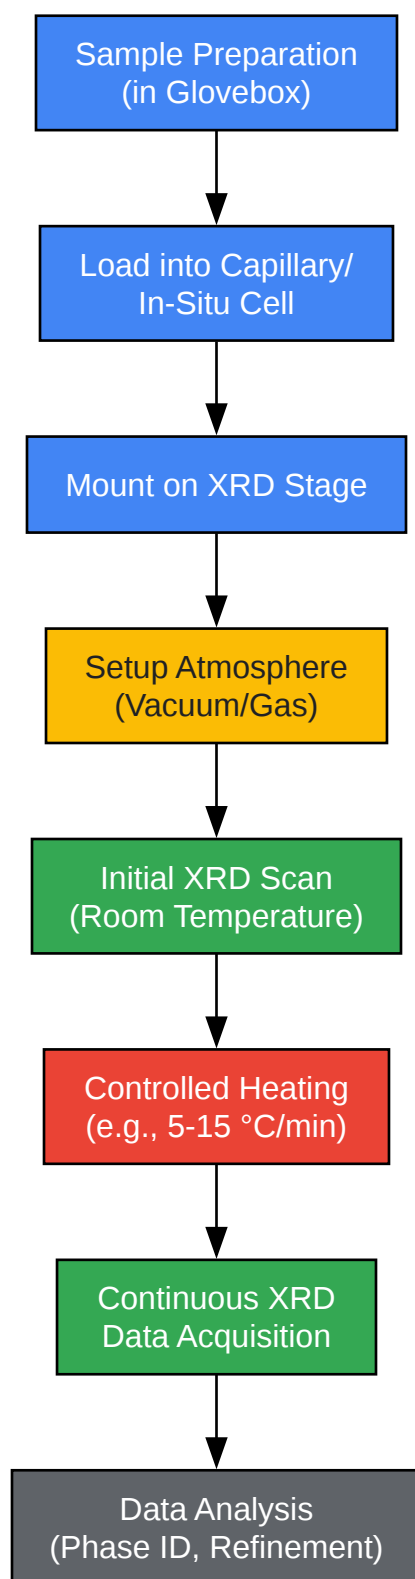 Sample Preparation
(in Glovebox)
Load into Capillary/
In-Situ Cell
Mount on XRD Stage
Setup Atmosphere
(Vacuum/Gas)
Initial XRD Scan
(Room Temperature)
Controlled Heating
(e.g., 5-15 °C/min)
Continuous XRD
Data Acquisition
Data Analysis
(Phase ID, Refinement)